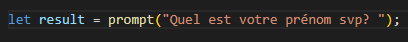 let result = prompt("Quel est votre prénom svp? ");